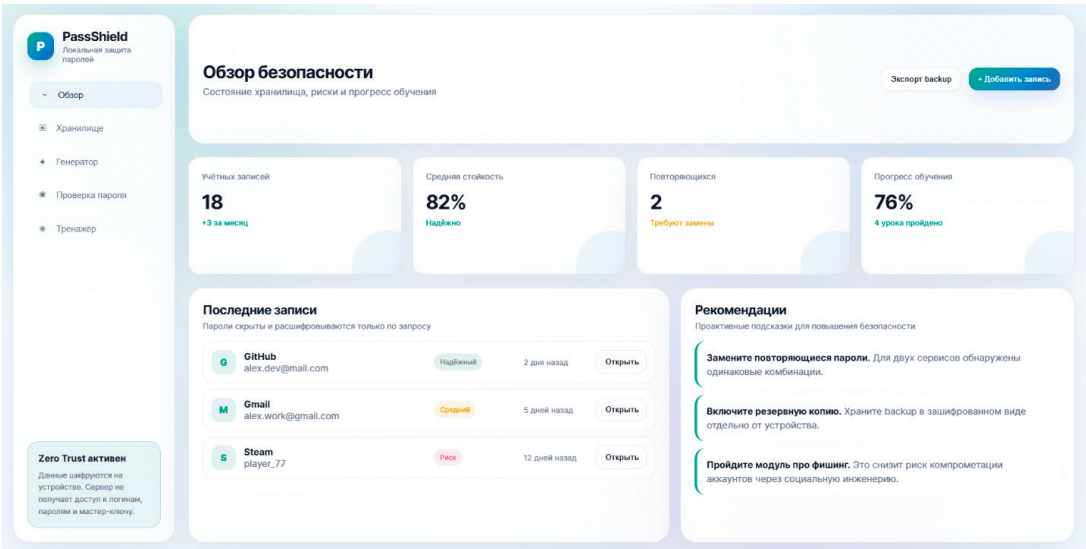 P
PassShield
Локальная защита
паролей
Обзор
Хранилище
Генератор
Проверка пароля
Тренажёр
Zero Trust активен
Данные шифруются на
устройстве. Сервер не
получает доступ к логинам,
паролям и мастер-ключу.
Обзор безопасности
Состояние хранилища, риски и прогресс обучения
Экспорт backup
+ Добавить запись
Учётных записей
18
+3 за месяц
Средняя стойкость
82%
Надёжно
Повторяющихся
2
Требуют замены
Прогресс обучения
76%
4 урока пройдено
Последние записи
Пароли скрыты и расшифровываются только по запросу
G
GitHub
alex.dev@mail.com
Надёжный
2 дня назад
Открыть
M
Gmail
alex.work@gmail.com
Средний
5 дней назад
Открыть
S
Steam
player_77
Риск
12 дней назад
Открыть
Рекомендации
Проактивные подсказки для повышения безопасности
Замените повторяющиеся пароли. Для двух сервисов обнаружены
одинаковые комбинации.
Включите резервную копию. Храните backup в зашифрованном виде
отдельно от устройства.
Пройдите модуль про фишинг. Это снизит риск компрометации
аккаунтов через социальную инженерию.